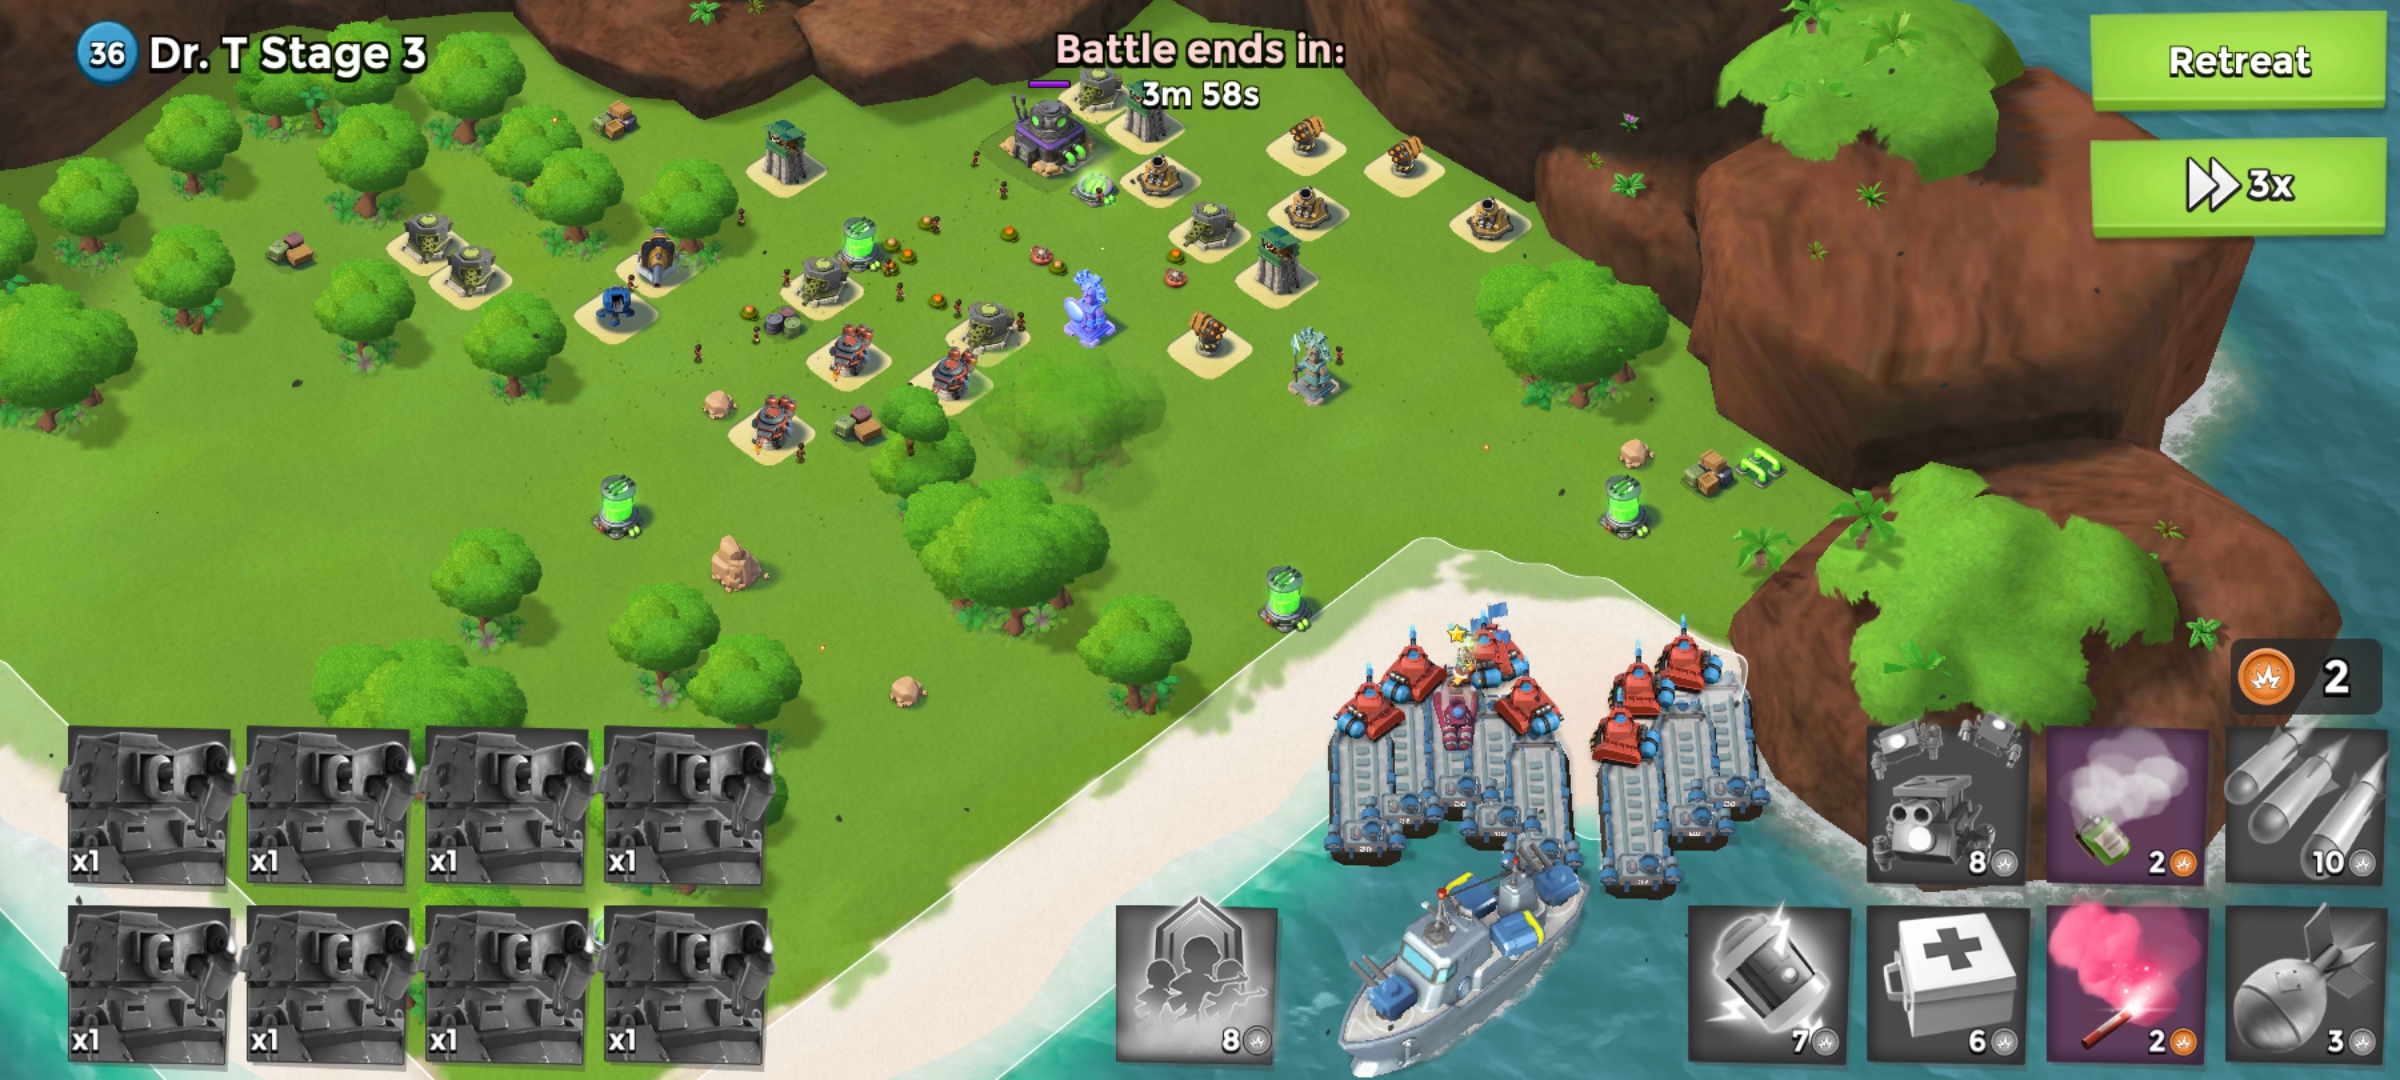 36 Dr. T Stage 3
Battle ends in:
3m 58s
Retreat
3x
2
x1
x1
x1
x1
8
2
10
x1
x1
x1
x1
8
7
6
2
3